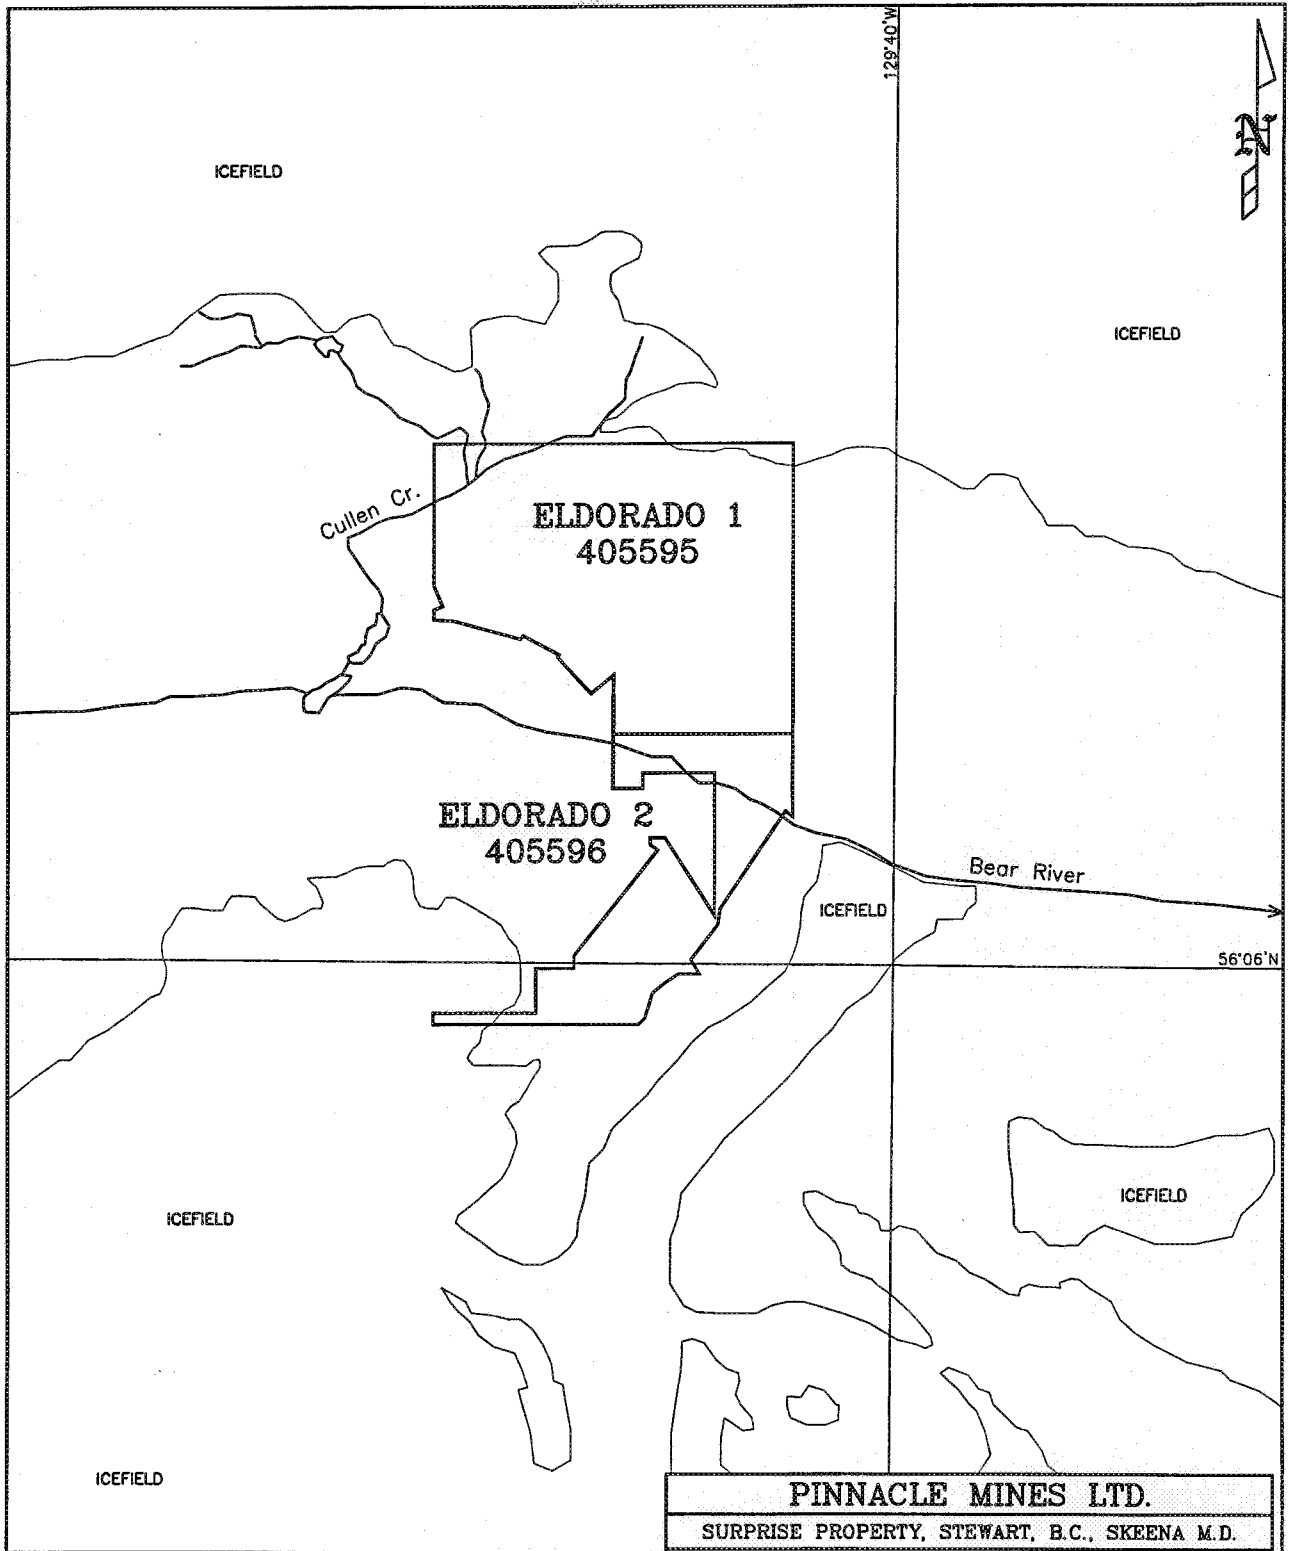 129°40'W
N
ICEFIELD
ICEFIELD
Cullen Cr.
ELDORADO 1
405595
ELDORADO 2
405596
Bear River
ICEFIELD
56°06'N
ICEFIELD
ICEFIELD
ICEFIELD
PINNACLE MINES LTD.
SURPRISE PROPERTY, STEWART, B.C., SKEENA M.D.